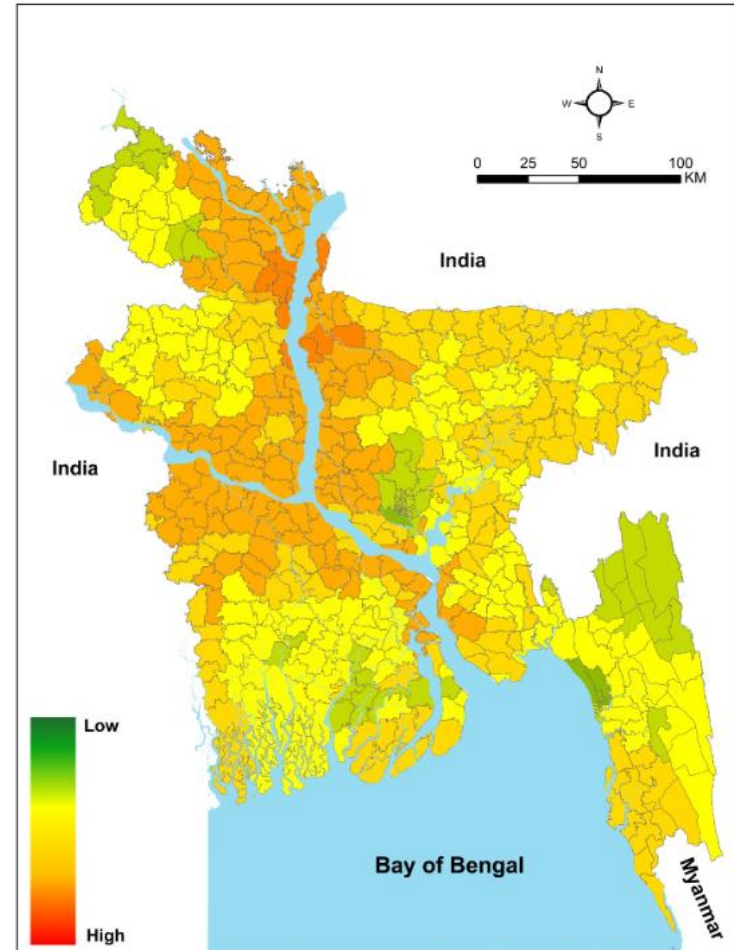 N
W E
S
0 25 50 100
KM
India
India
India
Low
High
Bay of Bengal
Myanmar